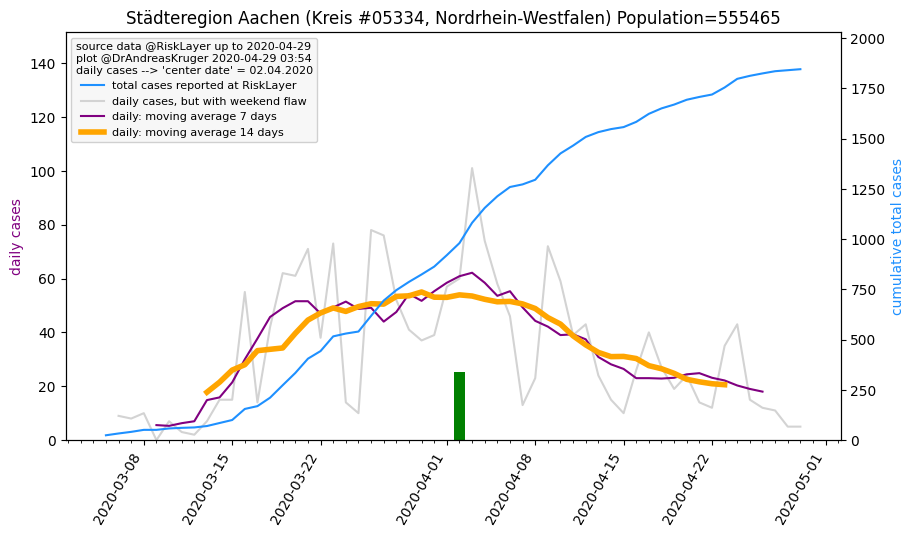 Städteregion Aachen (Kreis #05334, Nordrhein-Westfalen) Population=555465
source data @RiskLayer up to 2020-04-29
plot @DrAndreasKruger 2020-04-29 03:54
daily cases --> 'center date' = 02.04.2020
total cases reported at RiskLayer
daily cases, but with weekend flaw
daily: moving average 7 days
daily: moving average 14 days
daily cases
140
120
100
80
60
40
20
0
cumulative total cases
2000
1750
1500
1250
1000
750
500
250
0
2020-03-08
2020-03-15
2020-03-22
2020-04-01
2020-04-08
2020-04-15
2020-04-22
2020-05-01